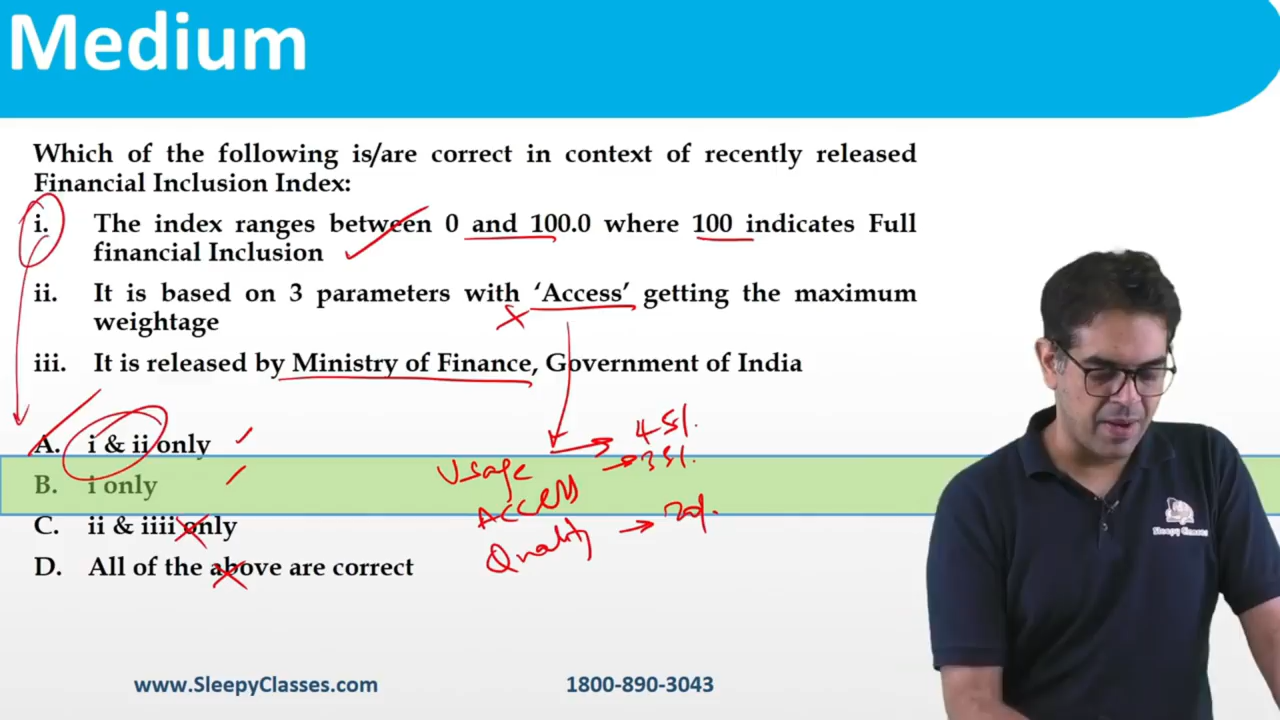 Medium
Which of the following is/are correct in context of recently released
Financial Inclusion Index:
i. The index ranges between 0 and 100.0 where 100 indicates Full
financial Inclusion
ii. It is based on 3 parameters with ‘Access’ getting the maximum
weightage
iii. It is released by Ministry of Finance, Government of India
A. i & ii only
B. i only
C. ii & iiii only
D. All of the above are correct
Usage 45%
Access 35%
Quality 20%
Sleepy Classes
www.SleepyClasses.com 1800-890-3043